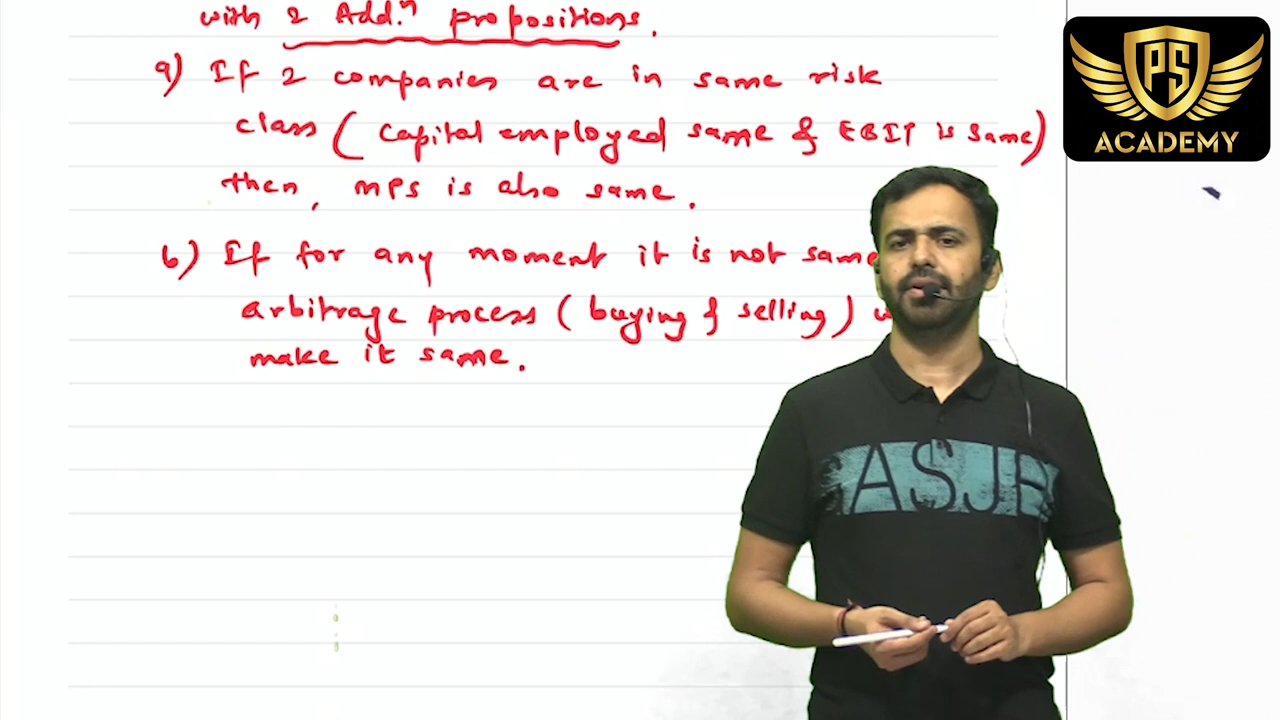 with 2 Add.n propositions.
a) If 2 companies are in same risk
class ( capital employed same & EBIT is same)
then, MPS is also same.
b) If for any moment it is not same
arbitrage process ( buying & selling)
make it same.
PS
ACADEMY
ASJE